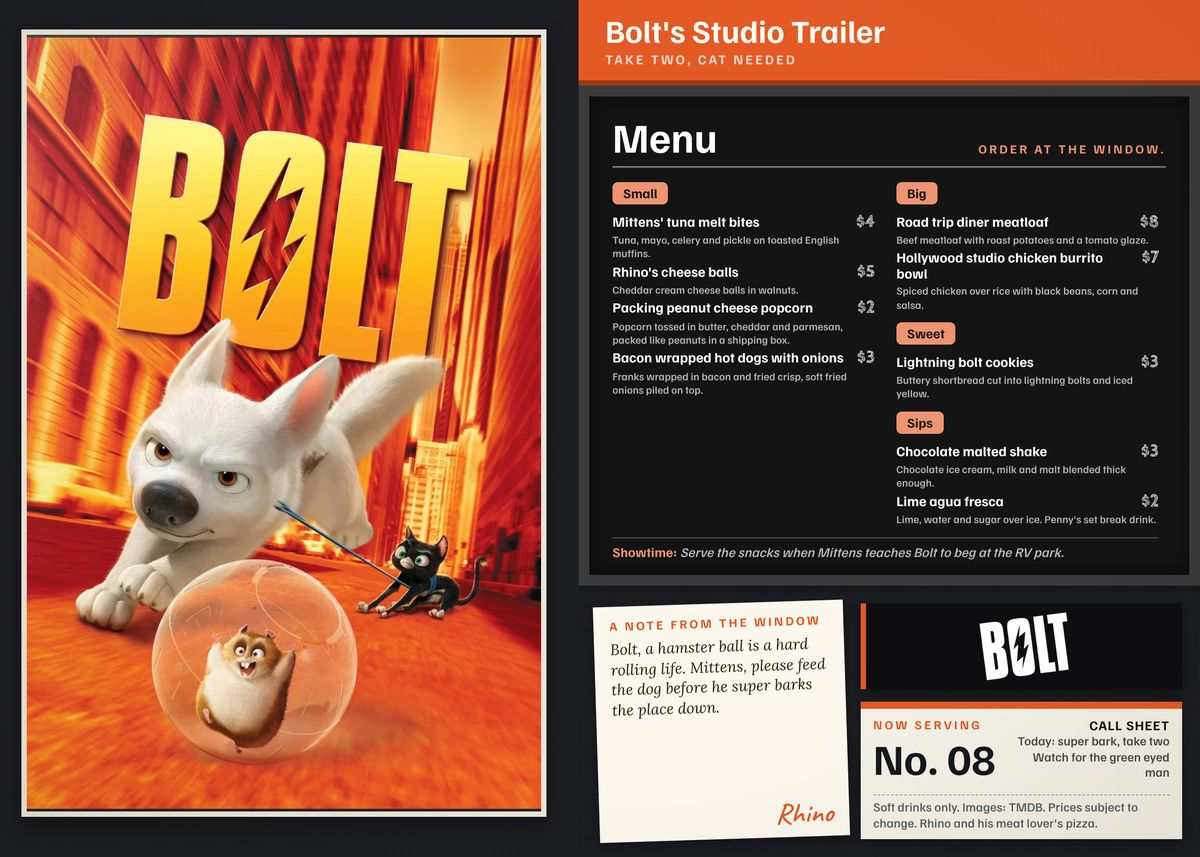 BOLT
Bolt's Studio Trailer
TAKE TWO, CAT NEEDED
Menu
ORDER AT THE WINDOW.
Small
Mittens' tuna melt bites $4
Tuna, mayo, celery and pickle on toasted English
muffins.
Rhino's cheese balls $5
Cheddar cream cheese balls in walnuts.
Packing peanut cheese popcorn $2
Popcorn tossed in butter, cheddar and parmesan,
packed like peanuts in a shipping box.
Bacon wrapped hot dogs with onions $3
Franks wrapped in bacon and fried crisp, soft fried
onions piled on top.
Big
Road trip diner meatloaf $8
Beef meatloaf with roast potatoes and a tomato glaze.
Hollywood studio chicken burrito $7
bowl
Spiced chicken over rice with black beans, corn and
salsa.
Sweet
Lightning bolt cookies $3
Buttery shortbread cut into lightning bolts and iced
yellow.
Sips
Chocolate malted shake $3
Chocolate ice cream, milk and malt blended thick
enough.
Lime agua fresca $2
Lime, water and sugar over ice. Penny's set break drink.
Showtime: Serve the snacks when Mittens teaches Bolt to beg at the RV park.
A NOTE FROM THE WINDOW
Bolt, a hamster ball is a hard
rolling life. Mittens, please feed
the dog before he super barks
the place down.
Rhino
BOLT
NOW SERVING
No. 08
CALL SHEET
Today: super bark, take two
Watch for the green eyed
man
Soft drinks only. Images: TMDB. Prices subject to
change. Rhino and his meat lover's pizza.